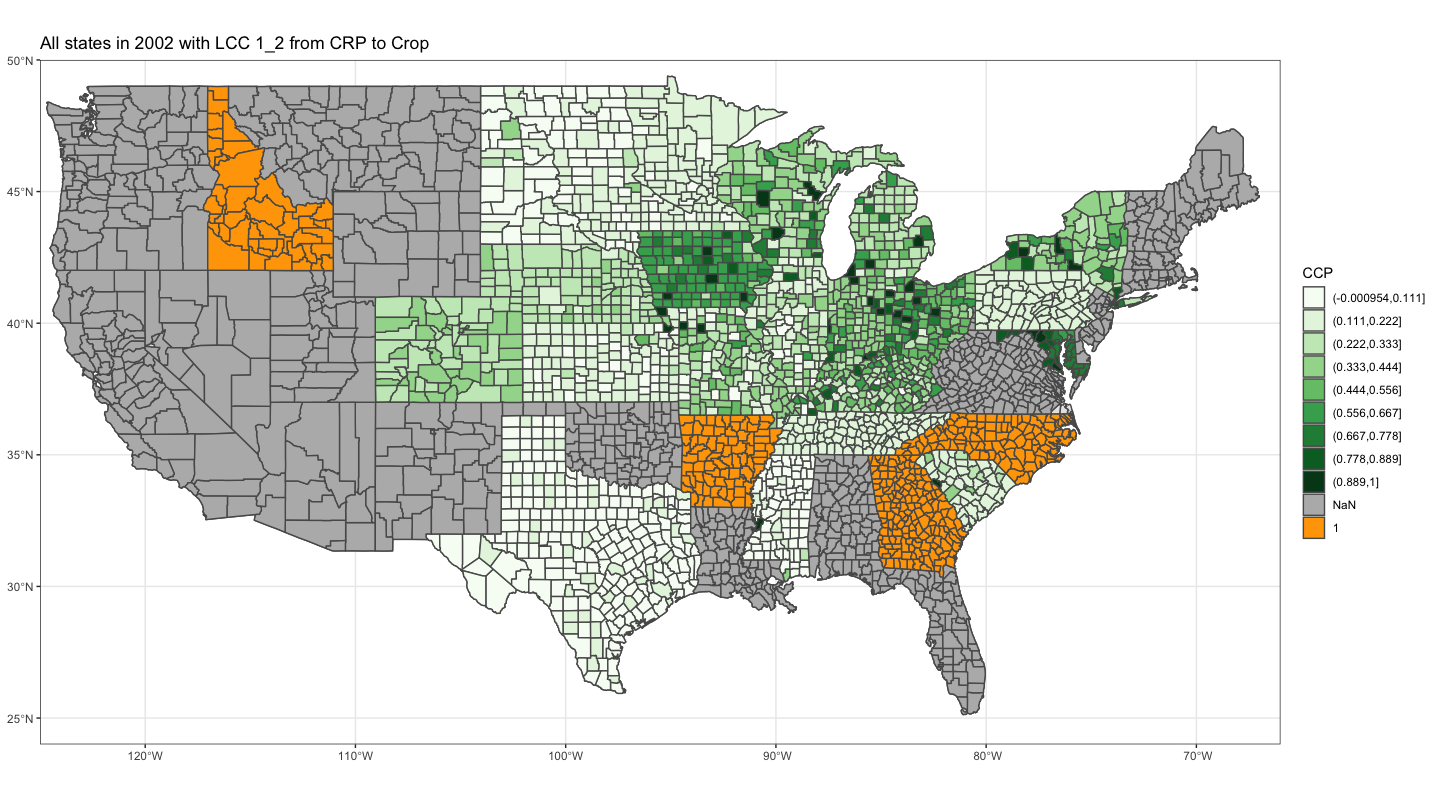 All states in 2002 with LCC 1_2 from CRP to Crop
50°N
45°N
40°N
35°N
30°N
25°N
120°W
110°W
100°W
90°W
80°W
70°W
CCP
(-0.000954,0.111]
(0.111,0.222]
(0.222,0.333]
(0.333,0.444]
(0.444,0.556]
(0.556,0.667]
(0.667,0.778]
(0.778,0.889]
(0.889,1]
NaN
1